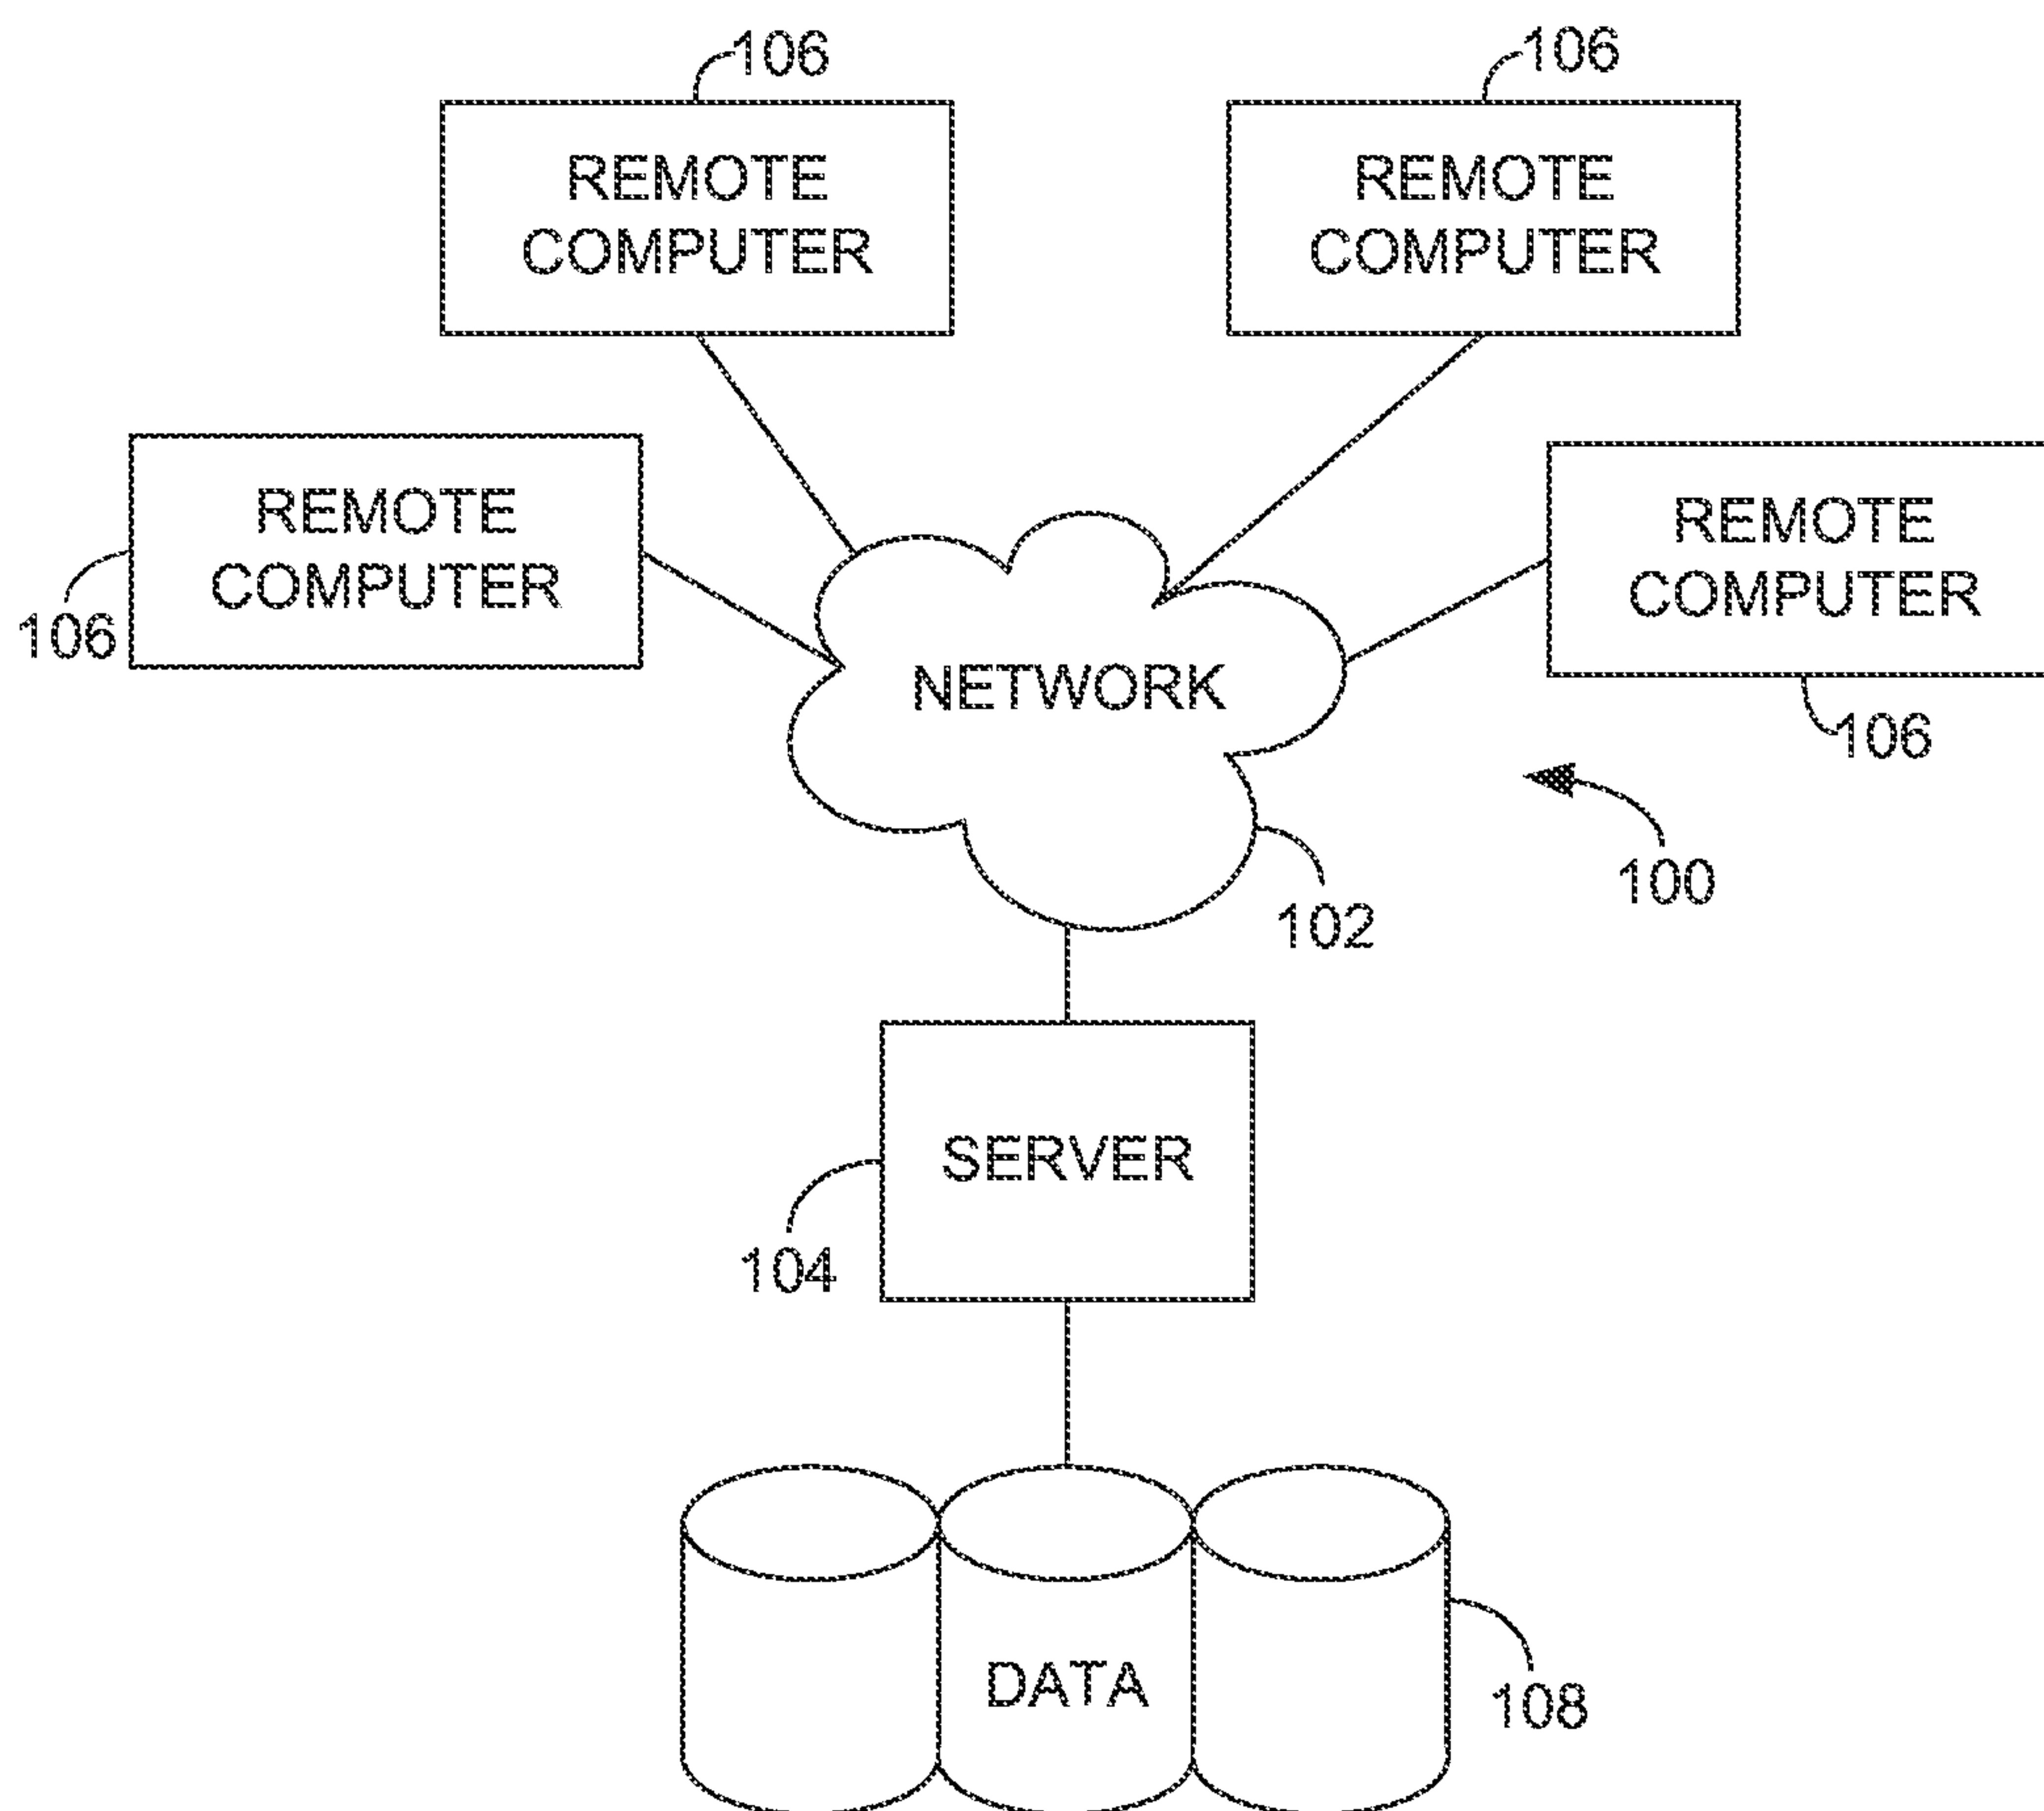 106
106
REMOTE
COMPUTER
REMOTE
COMPUTER
REMOTE
COMPUTER
REMOTE
COMPUTER
106
NETWORK
106
100
102
SERVER
104
DATA
108